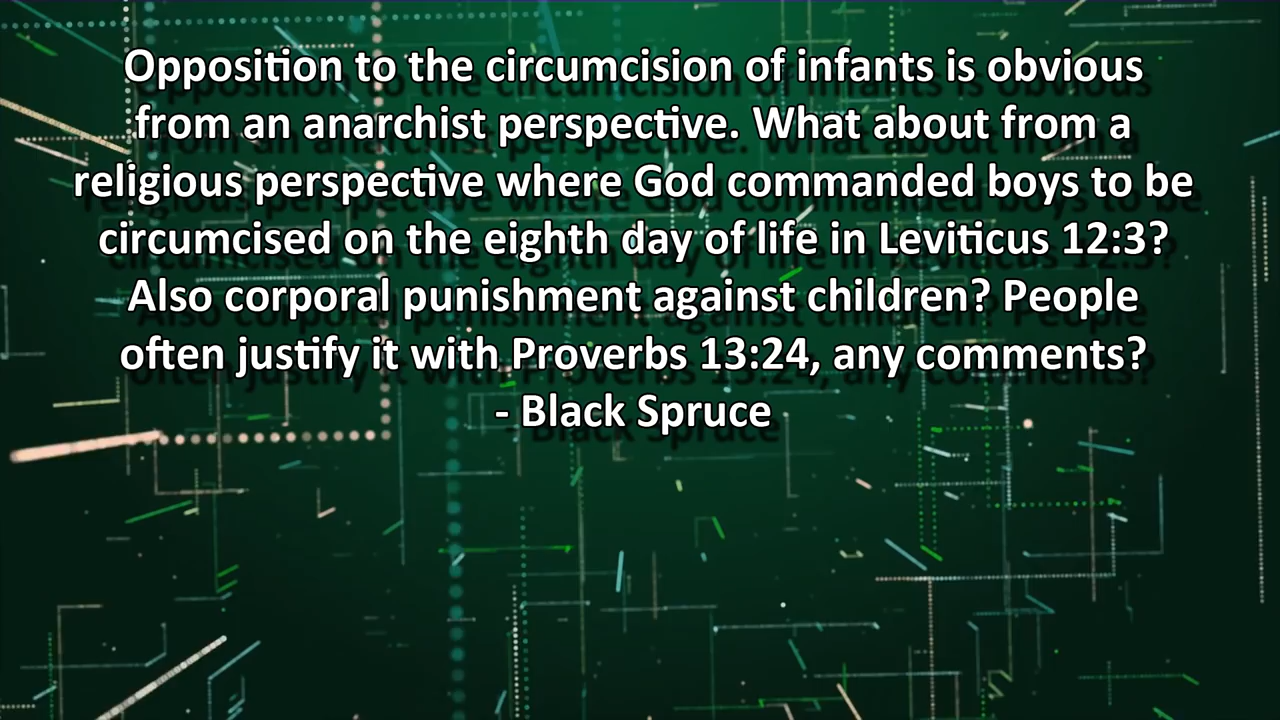 Opposition to the circumcision of infants is obvious
from an anarchist perspective. What about from a
religious perspective where God commanded boys to be
circumcised on the eighth day of life in Leviticus 12:3?
Also corporal punishment against children? People
often justify it with Proverbs 13:24, any comments?
- Black Spruce